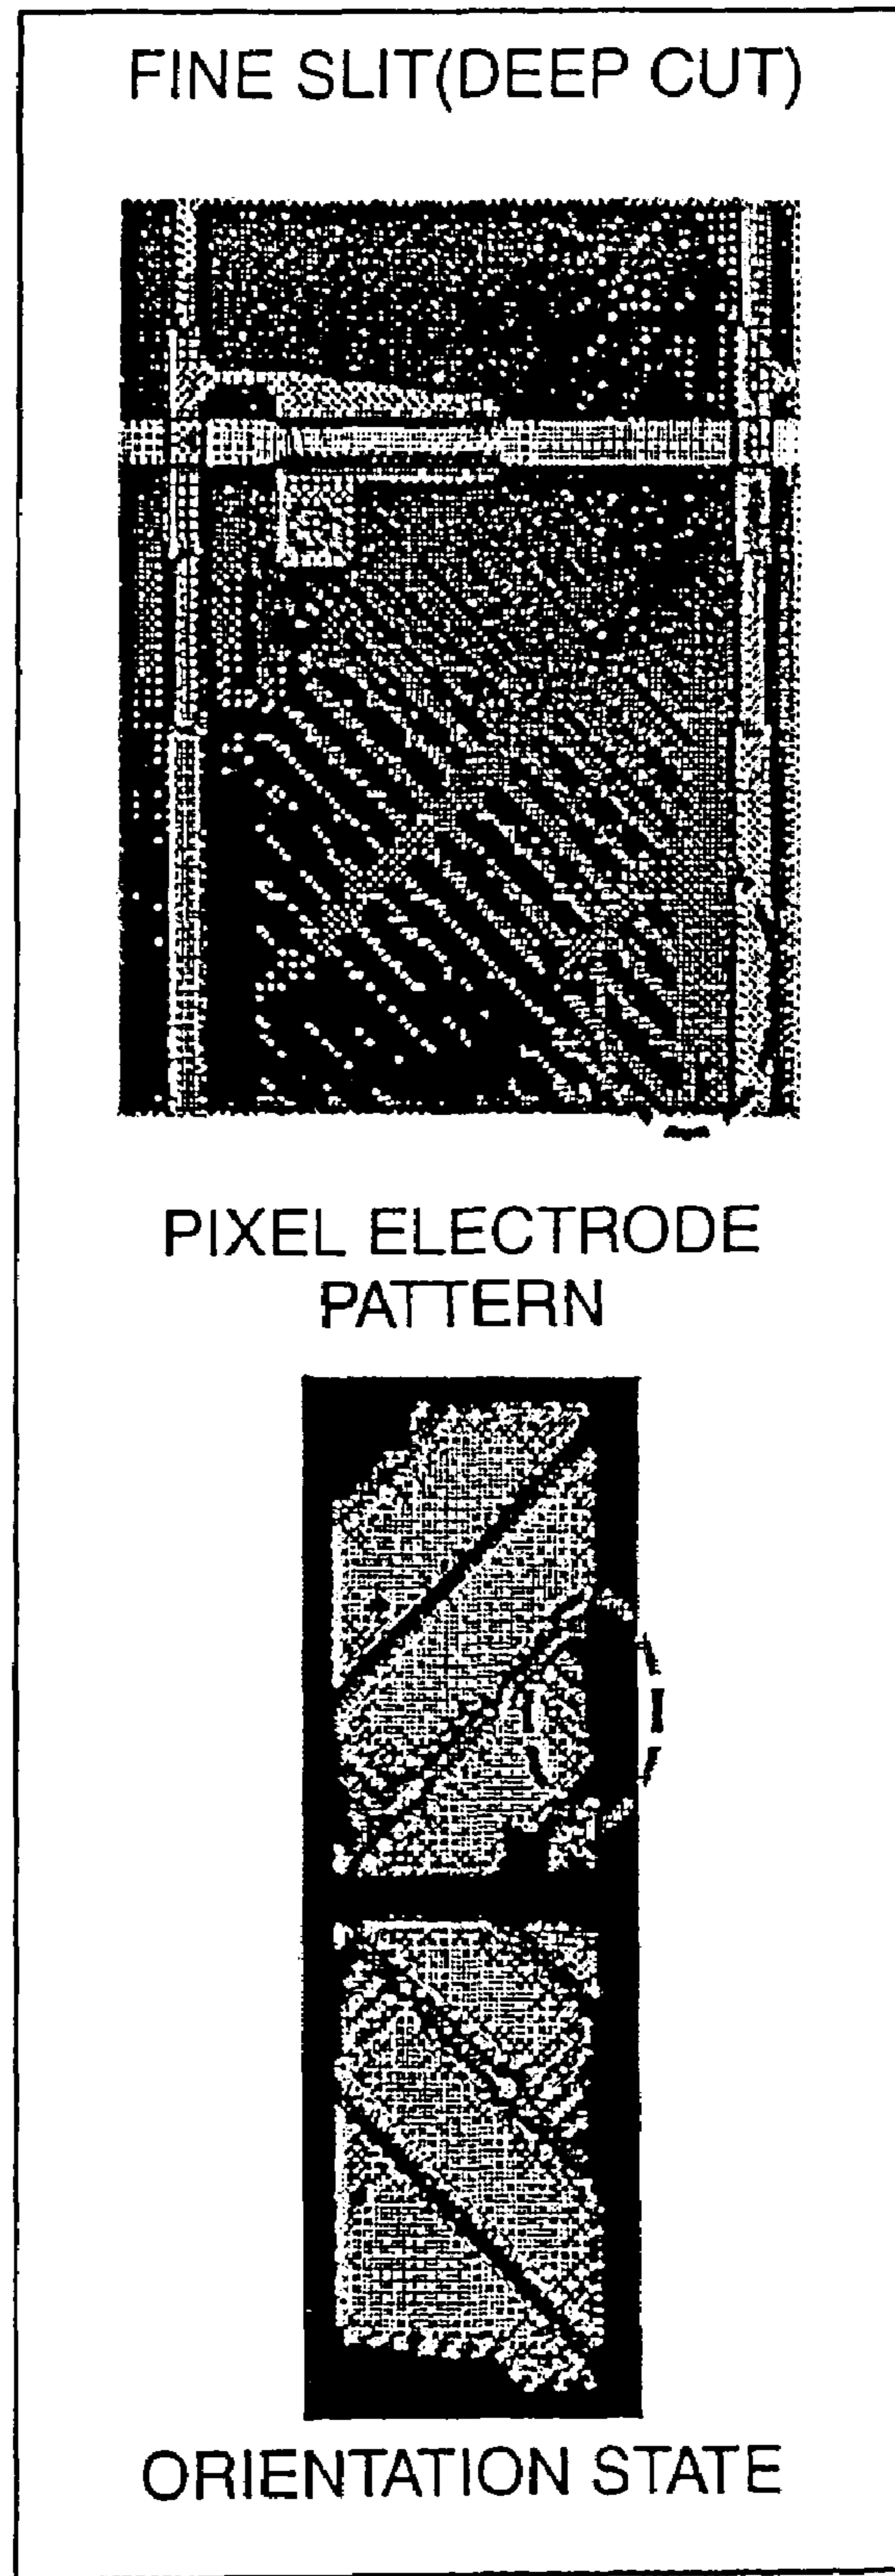 FINE SLIT(DEEP CUT)
PIXEL ELECTRODE
PATTERN
ORIENTATION STATE